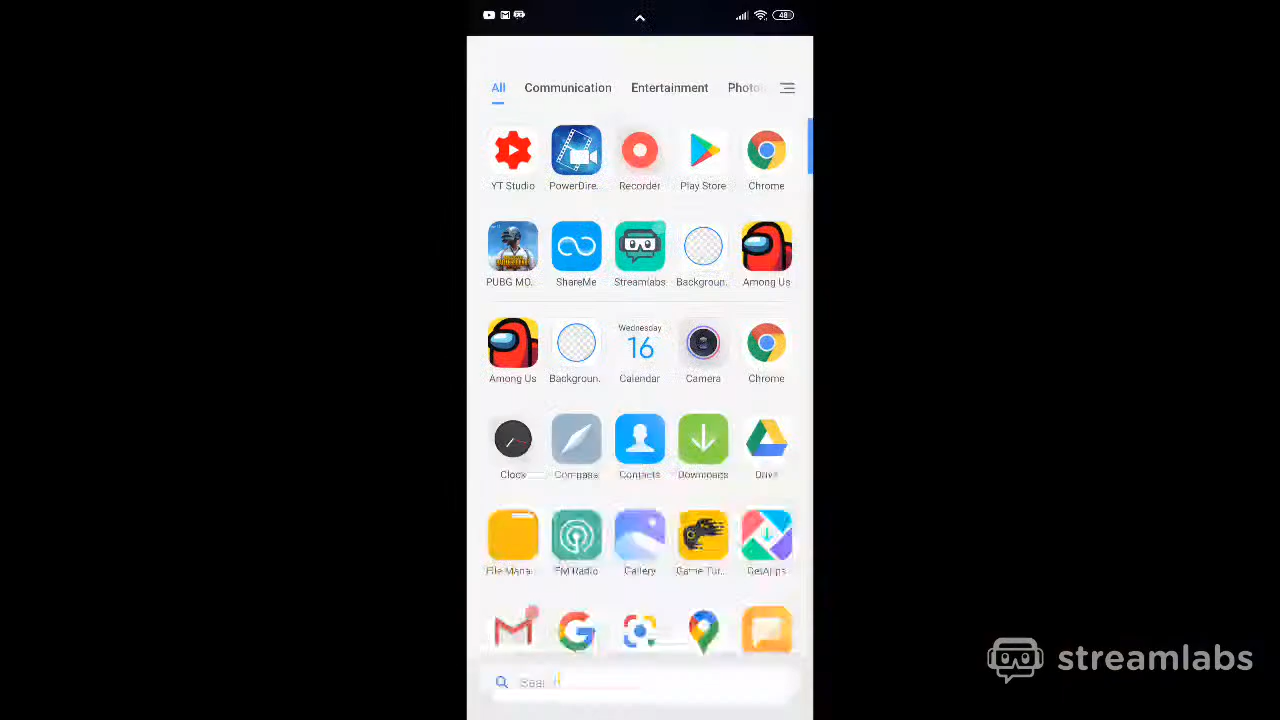 48
All Communication Entertainment Photo
YT Studio PowerDire.. Recorder Play Store Chrome
PUBG MO.. ShareMe Streamlabs Backgroun.. Among Us
Wednesday
16
Among Us Backgroun.. Calendar Camera Chrome
Clock Compass Contacts Downloads Drive
File Mana.. FM Radio Gallery Game Tur.. GetApps
streamlabs